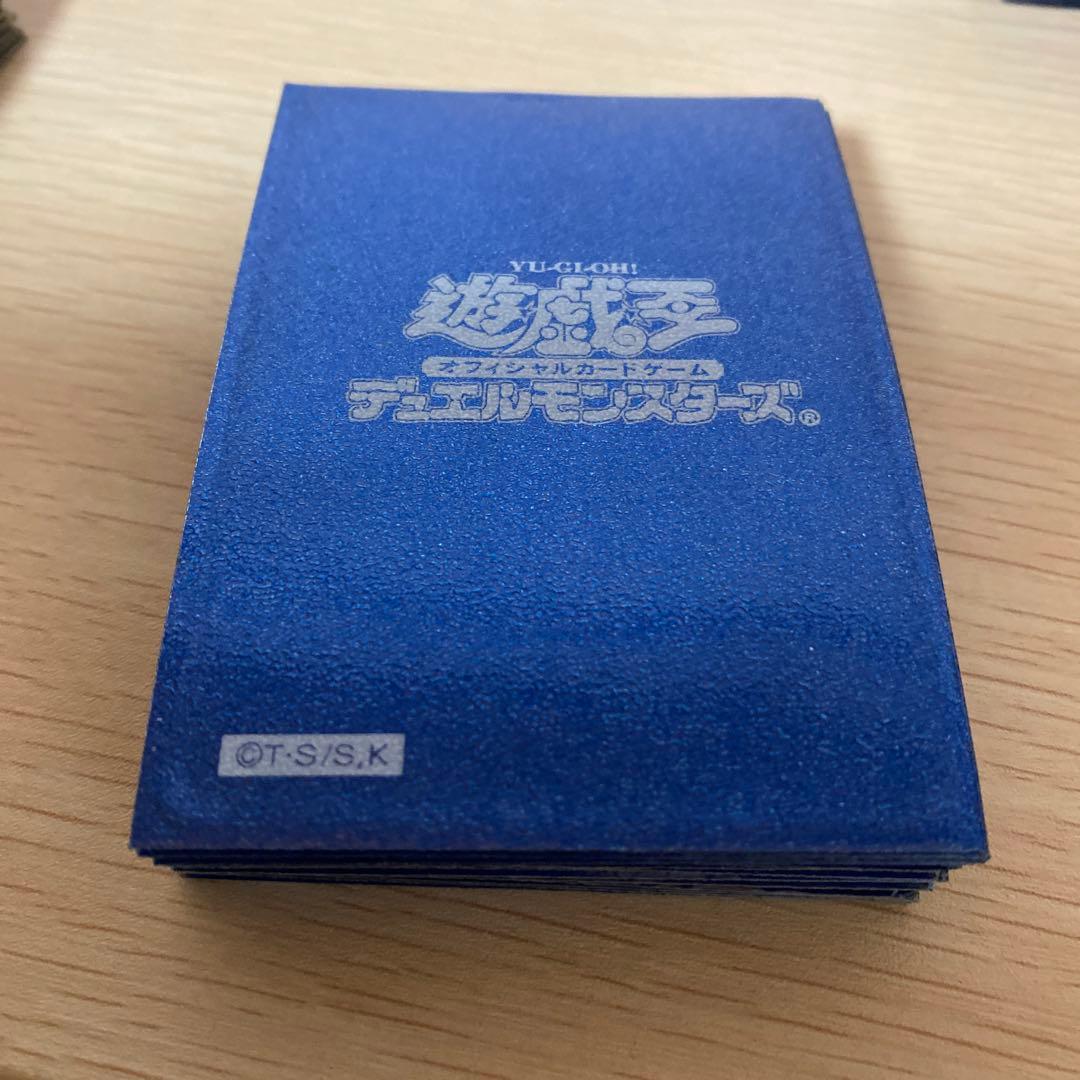 YU-GI-OH!
遊戯王
オフィシャルカードゲーム
デュエルモンスターズ®
©T·S/S,K